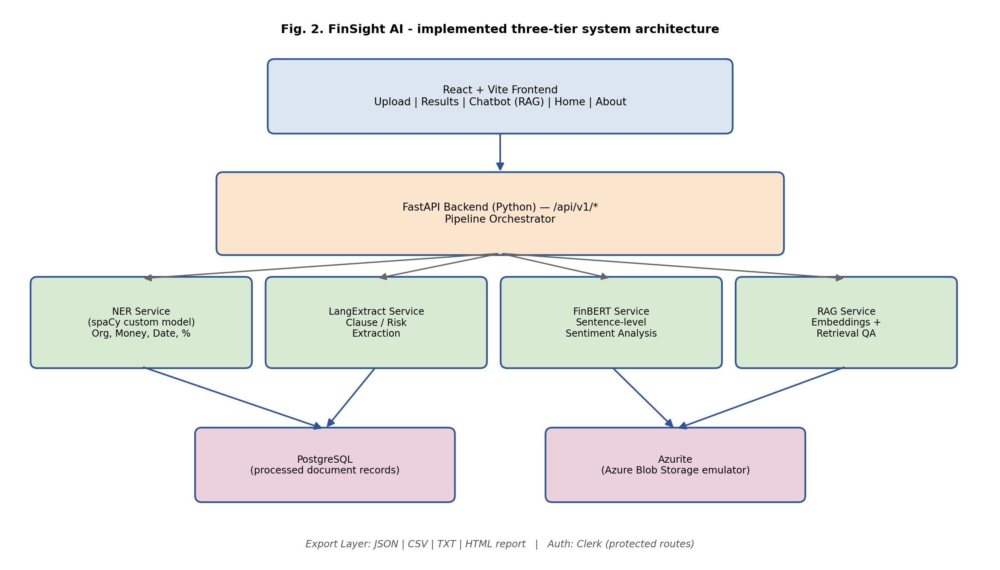 Fig. 2. FinSight AI - implemented three-tier system architecture
React + Vite Frontend
Upload | Results | Chatbot (RAG) | Home | About
FastAPI Backend (Python) — /api/v1/*
Pipeline Orchestrator
NER Service
(spaCy custom model)
Org, Money, Date, %
LangExtract Service
Clause / Risk
Extraction
FinBERT Service
Sentence-level
Sentiment Analysis
RAG Service
Embeddings +
Retrieval QA
PostgreSQL
(processed document records)
Azurite
(Azure Blob Storage emulator)
Export Layer: JSON | CSV | TXT | HTML report | Auth: Clerk (protected routes)